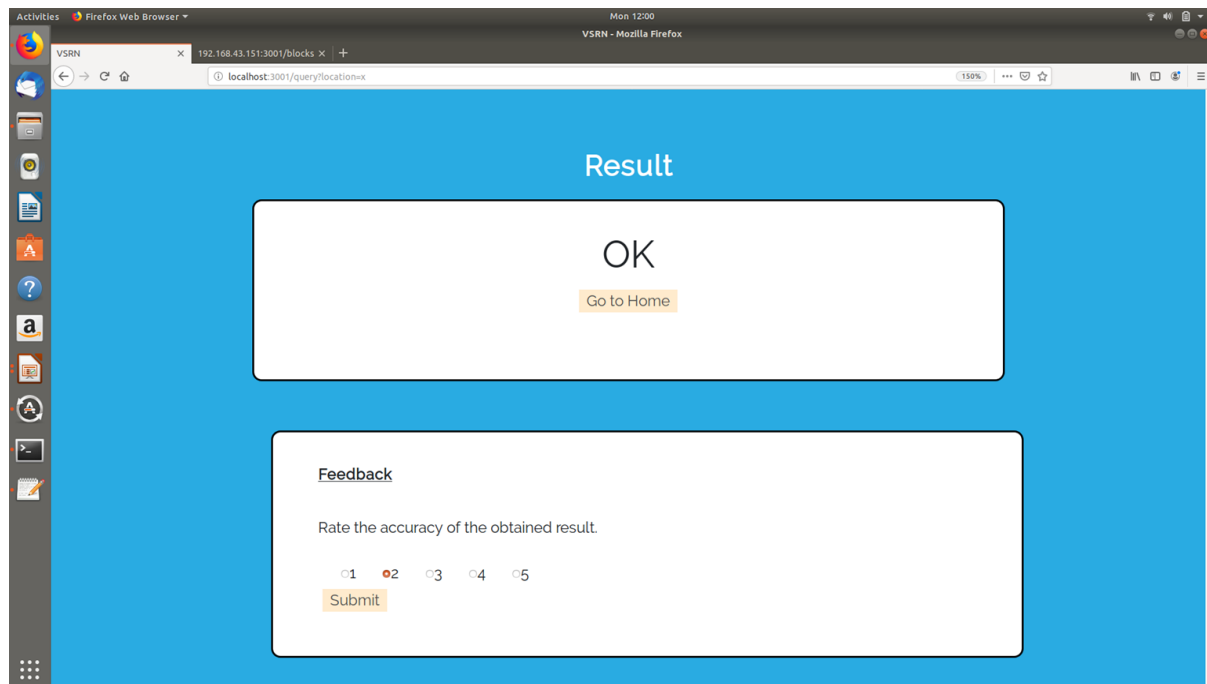 Activities Firefox Web Browser Mon 12:00
VSRN - Mozilla Firefox
VSRN × 192.168.43.151:3001/blocks × +
localhost:3001/query?location=x 150%
Result
OK
Go to Home
Feedback
Rate the accuracy of the obtained result.
1 2 3 4 5
Submit